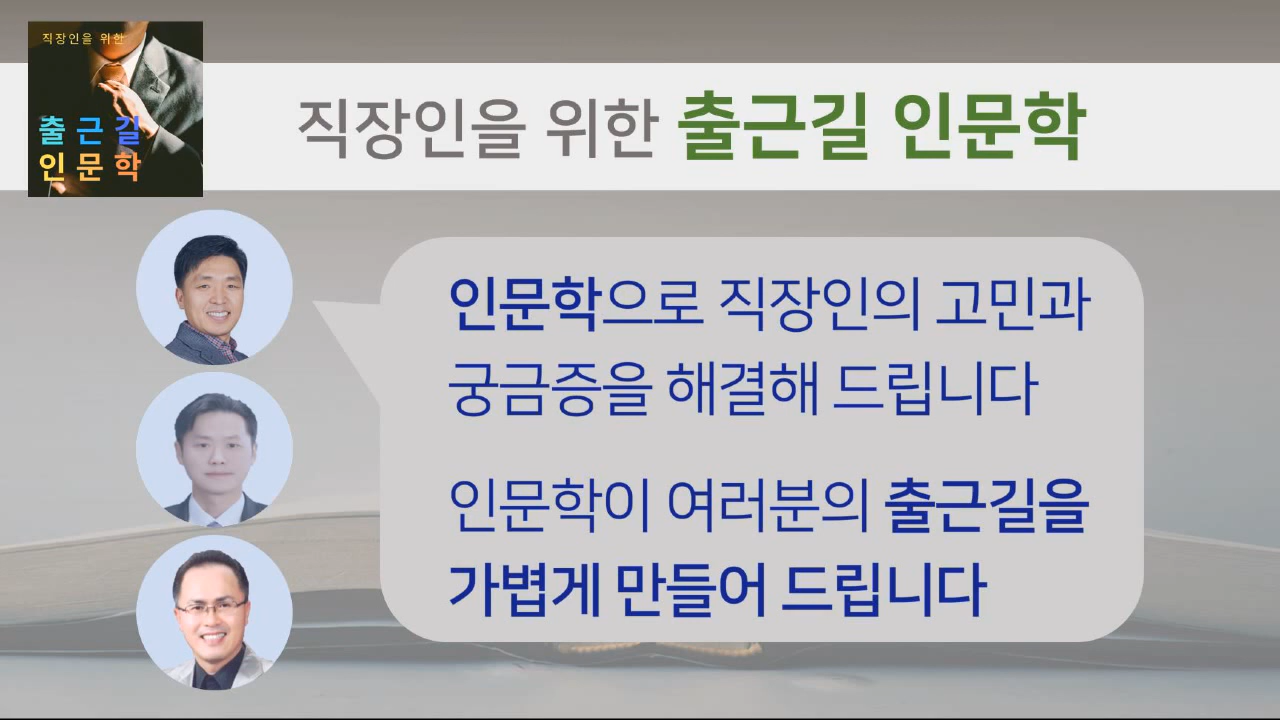 직장인을 위한
출근길
인문학
직장인을 위한 출근길 인문학
인문학으로 직장인의 고민과
궁금증을 해결해 드립니다
인문학이 여러분의 출근길을
가볍게 만들어 드립니다